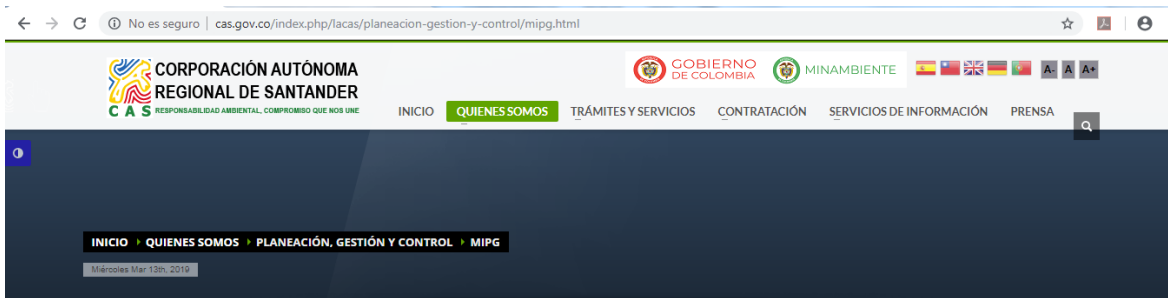 No es seguro | cas.gov.co/index.php/lacas/planeacion-gestion-y-control/mipg.html
CORPORACIÓN AUTÓNOMA
REGIONAL DE SANTANDER
CAS RESPONSABILIDAD AMBIENTAL, COMPROMISO QUE NOS UNE
GOBIERNO
DE COLOMBIA
MINAMBIENTE
A- A A+
INICIO QUIENES SOMOS TRÁMITES Y SERVICIOS CONTRATACIÓN SERVICIOS DE INFORMACIÓN PRENSA
INICIO QUIENES SOMOS PLANEACIÓN, GESTIÓN Y CONTROL MIPG
Miércoles Mar 13th, 2019